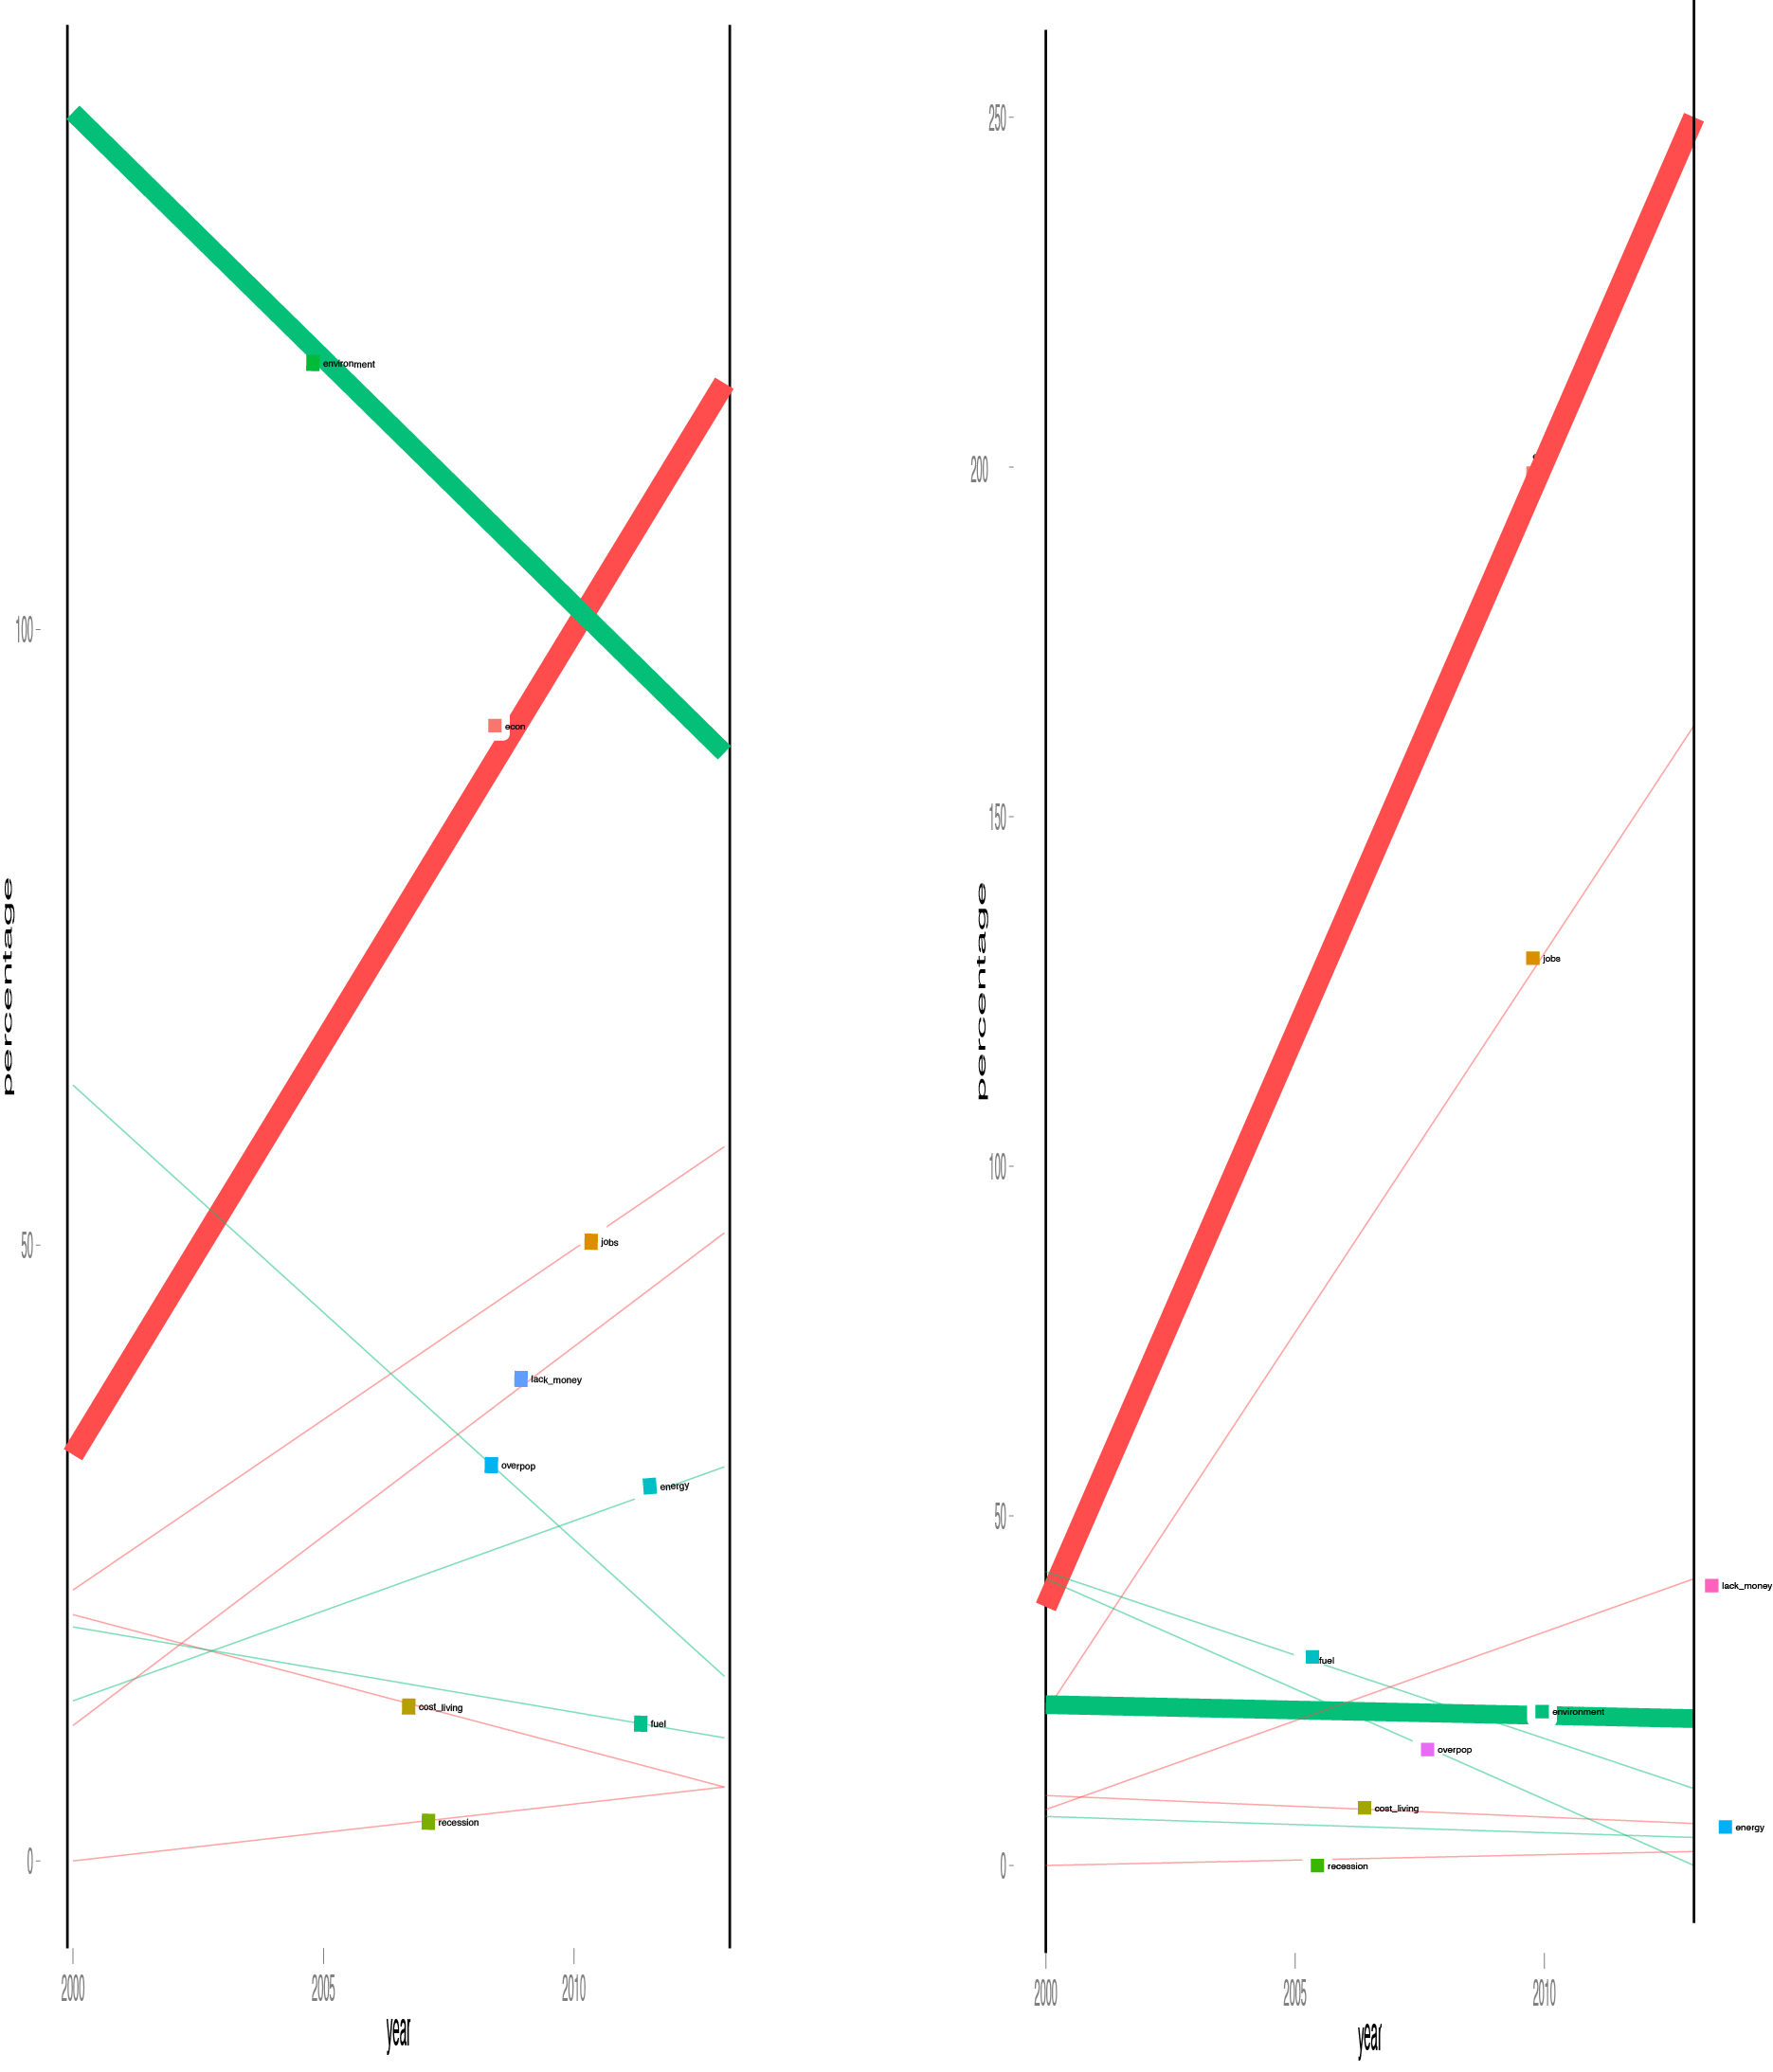 environment
100
econ
percentage
50
jobs
lack_money
overpop
energy
cost_living
fuel
recession
0
2000 2005 2010
year
250
200
150
jobs
percentage
100
50
lack_money
fuel
environment
overpop
cost_living
energy
0
recession
2000 2005 2010
year